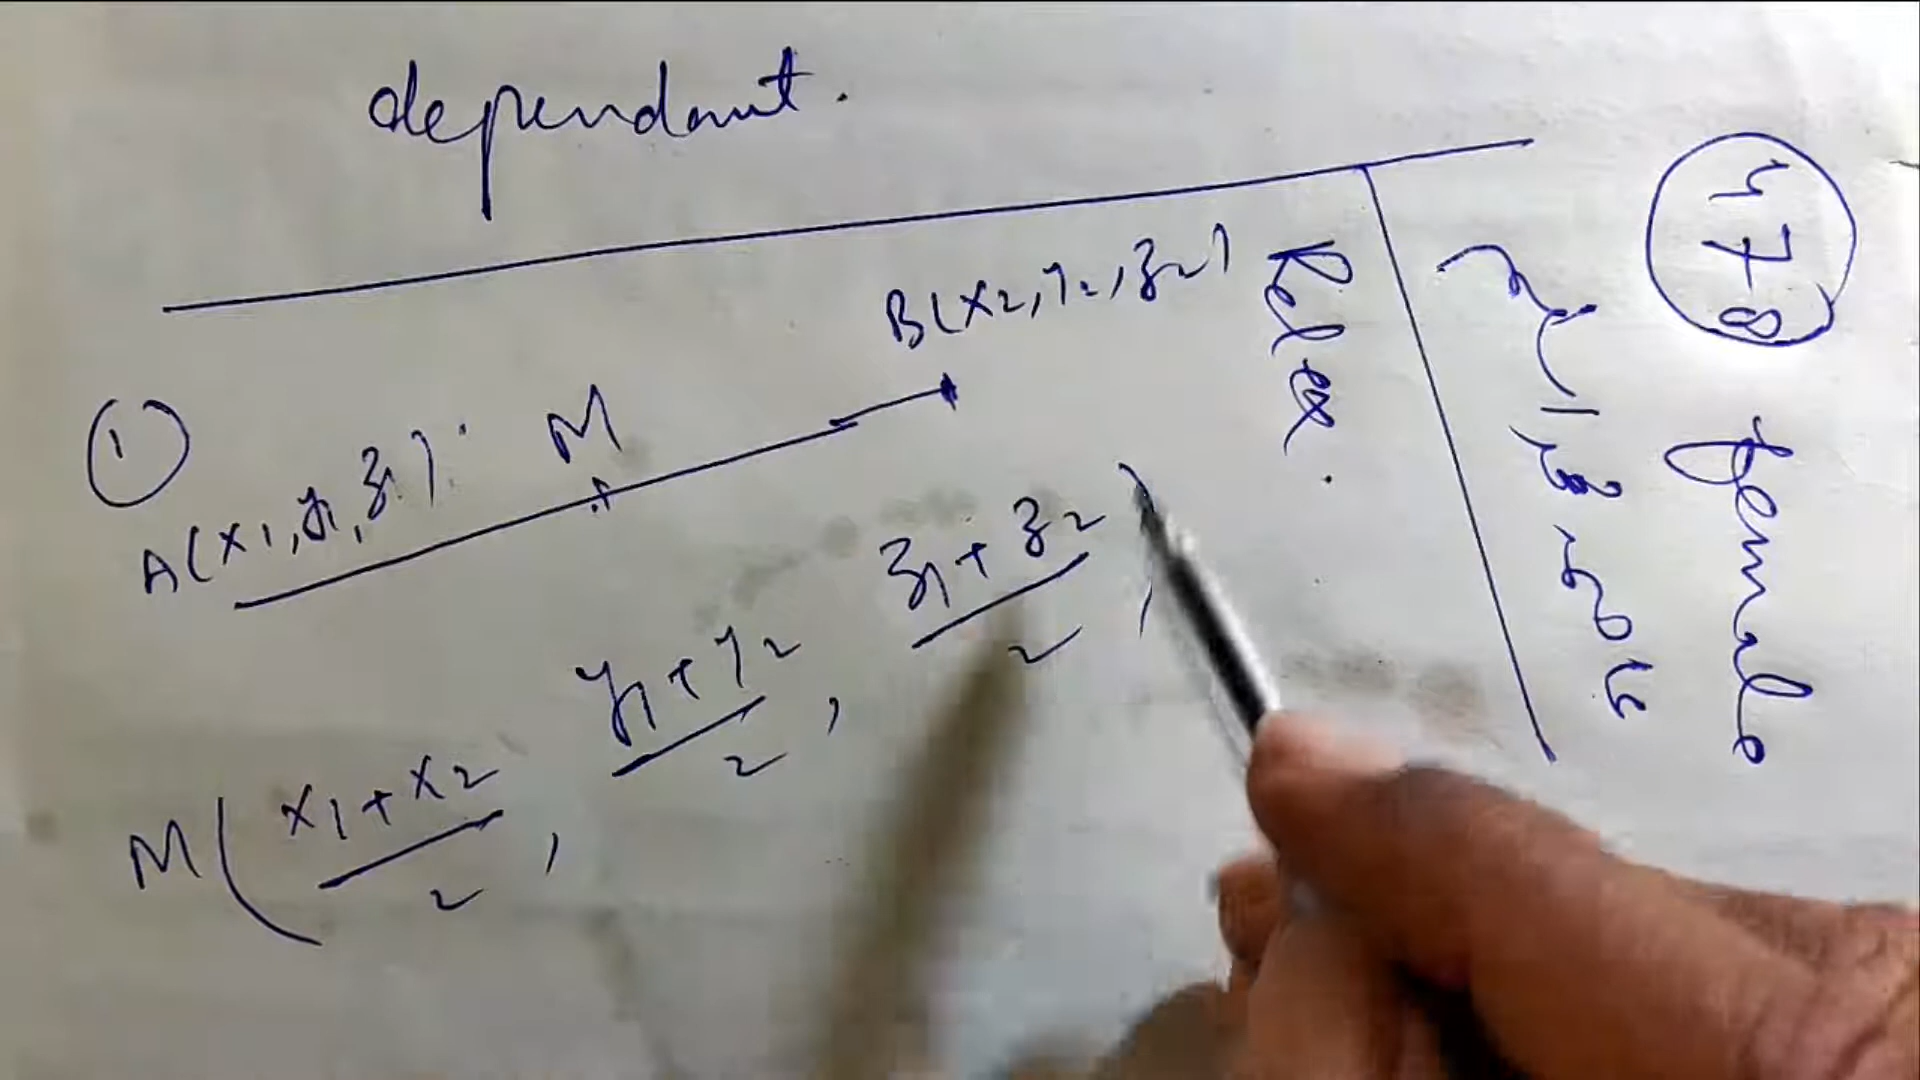 dependant.
①
A(x1, y1, z1)
M
B(x2, y2, z2)
M(x1+x2/2, y1+y2/2, z1+z2/2)
Relex.
478
female